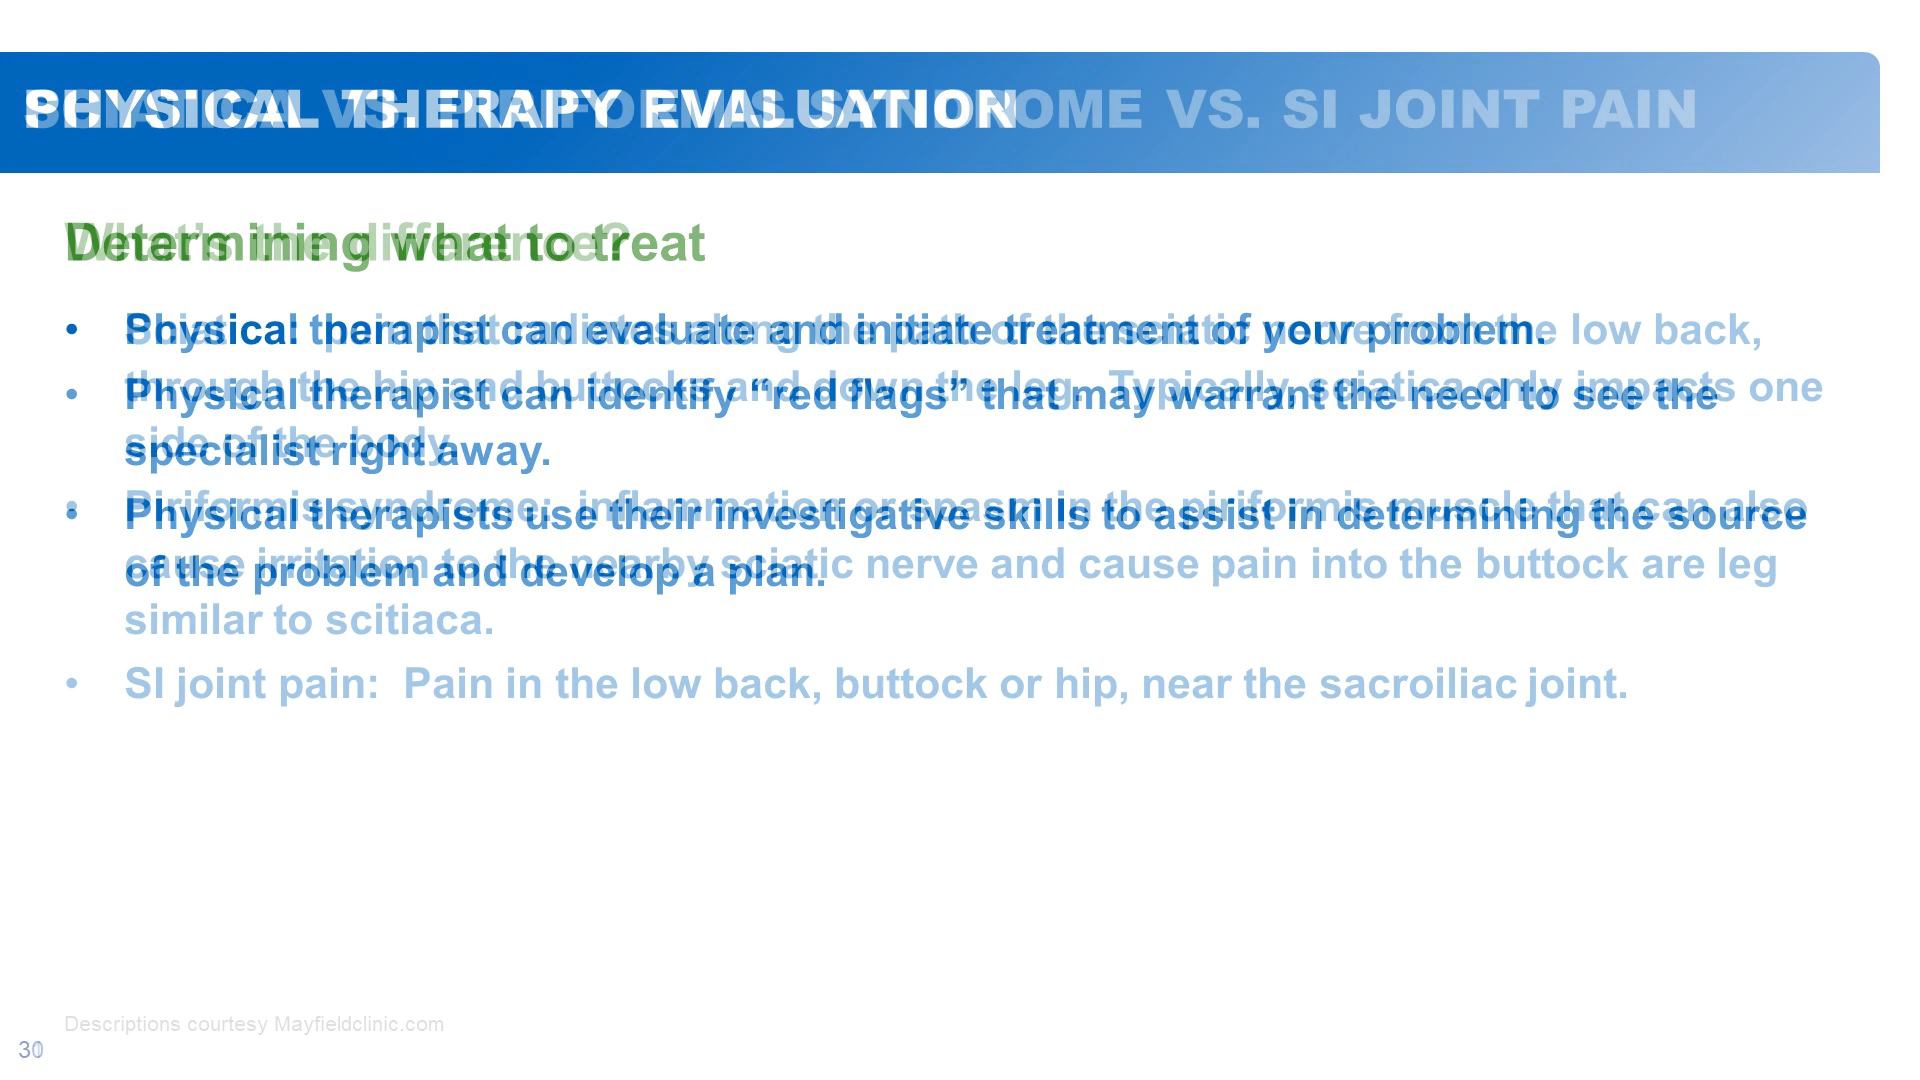 PHYSICAL THERAPY EVALUATION
SCIATICA VS. PIRIFORMIS SYNDROME VS. SI JOINT PAIN
Determining what to treat
What's the difference?
• Physical therapist can evaluate and initiate treatment of your problem.
• Physical therapist can identify “red flags” that may warrant the need to see the
specialist right away.
• Physical therapists use their investigative skills to assist in determining the source
of the problem and develop a plan.
pain that radiates along the path of the sciatic nerve from the low back,
through the hip and buttocks and down the leg. Typically, sciatica only impacts one
side of the body.
• Piriformis syndrome: inflammation or spasm in the piriformis muscle that can also
cause irritation to the nearby sciatic nerve and cause pain into the buttock are leg
similar to scitiaca.
• SI joint pain: Pain in the low back, buttock or hip, near the sacroiliac joint.
Descriptions courtesy Mayfieldclinic.com